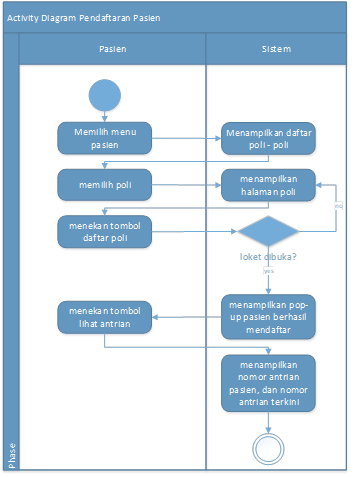 Activity Diagram Pendaftaran Pasien
Pasien
Sistem
Memilih menu
pasien
Menampilkan daftar
poli - poli
memilih poli
menampilkan
halaman poli
no
menekan tombol
daftar poli
loket dibuka?
yes
menampilkan pop-
up pasien berhasil
mendaftar
menekan tombol
lihat antrian
menampilkan
nomor antrian
pasien, dan nomor
antrian terkini
Phase